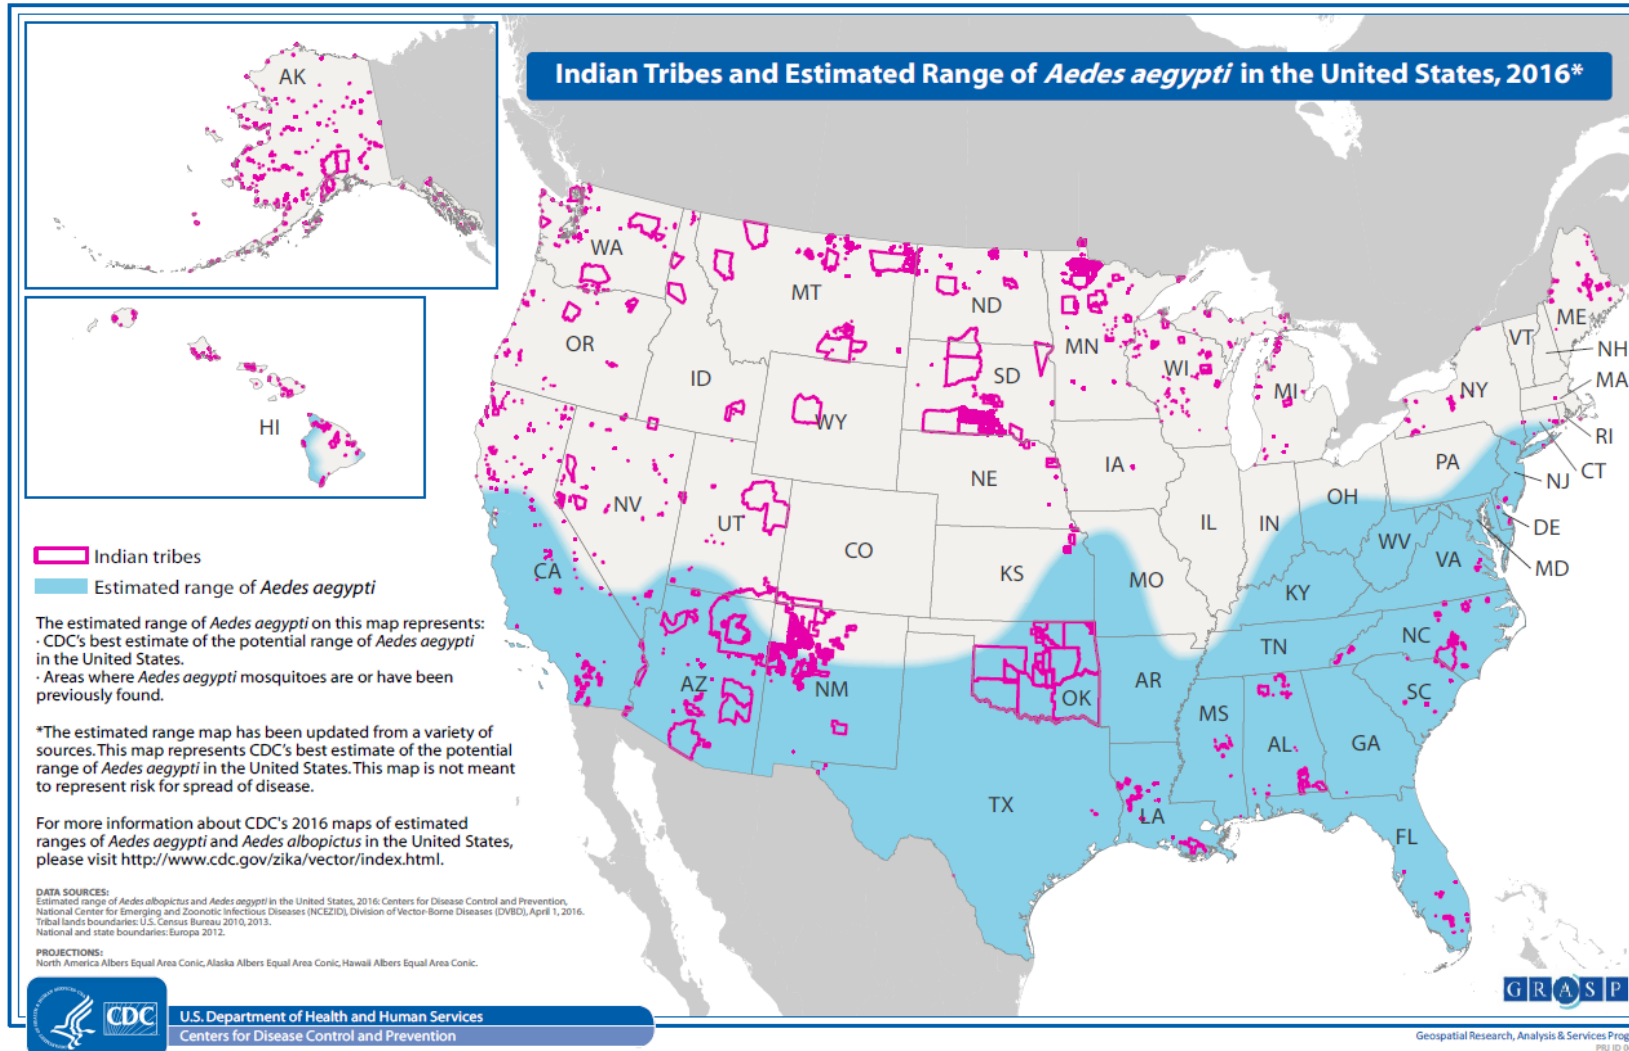 Indian Tribes and Estimated Range of Aedes aegypti in the United States, 2016*
AK
HI
WA
OR
CA
NV
ID
MT
WY
UT
CO
AZ
NM
ND
SD
NE
KS
OK
TX
MN
IA
MO
AR
LA
WI
IL
IN
MI
OH
KY
TN
MS
AL
GA
FL
SC
NC
VA
WV
PA
NY
VT
ME
NH
MA
RI
CT
NJ
DE
MD
Indian tribes
Estimated range of Aedes aegypti
The estimated range of Aedes aegypti on this map represents:
· CDC's best estimate of the potential range of Aedes aegypti
in the United States.
· Areas where Aedes aegypti mosquitoes are or have been
previously found.
*The estimated range map has been updated from a variety of
sources. This map represents CDC's best estimate of the potential
range of Aedes aegypti in the United States. This map is not meant
to represent risk for spread of disease.
For more information about CDC's 2016 maps of estimated
ranges of Aedes aegypti and Aedes albopictus in the United States,
please visit http://www.cdc.gov/zika/vector/index.html.
DATA SOURCES:
Estimated range of Aedes albopictus and Aedes aegypti in the United States, 2016: Centers for Disease Control and Prevention,
National Center for Emerging and Zoonotic Infectious Diseases (NCEZID), Division of Vector-Borne Diseases (DVBD), April 1, 2016.
Tribal lands boundaries: U.S. Census Bureau 2010, 2013.
National and state boundaries: Europa 2012.
PROJECTIONS:
North America Albers Equal Area Conic, Alaska Albers Equal Area Conic, Hawaii Albers Equal Area Conic.
CDC
U.S. Department of Health and Human Services
Centers for Disease Control and Prevention
GRASP
Geospatial Research, Analysis & Services Prog
PRJ ID 0